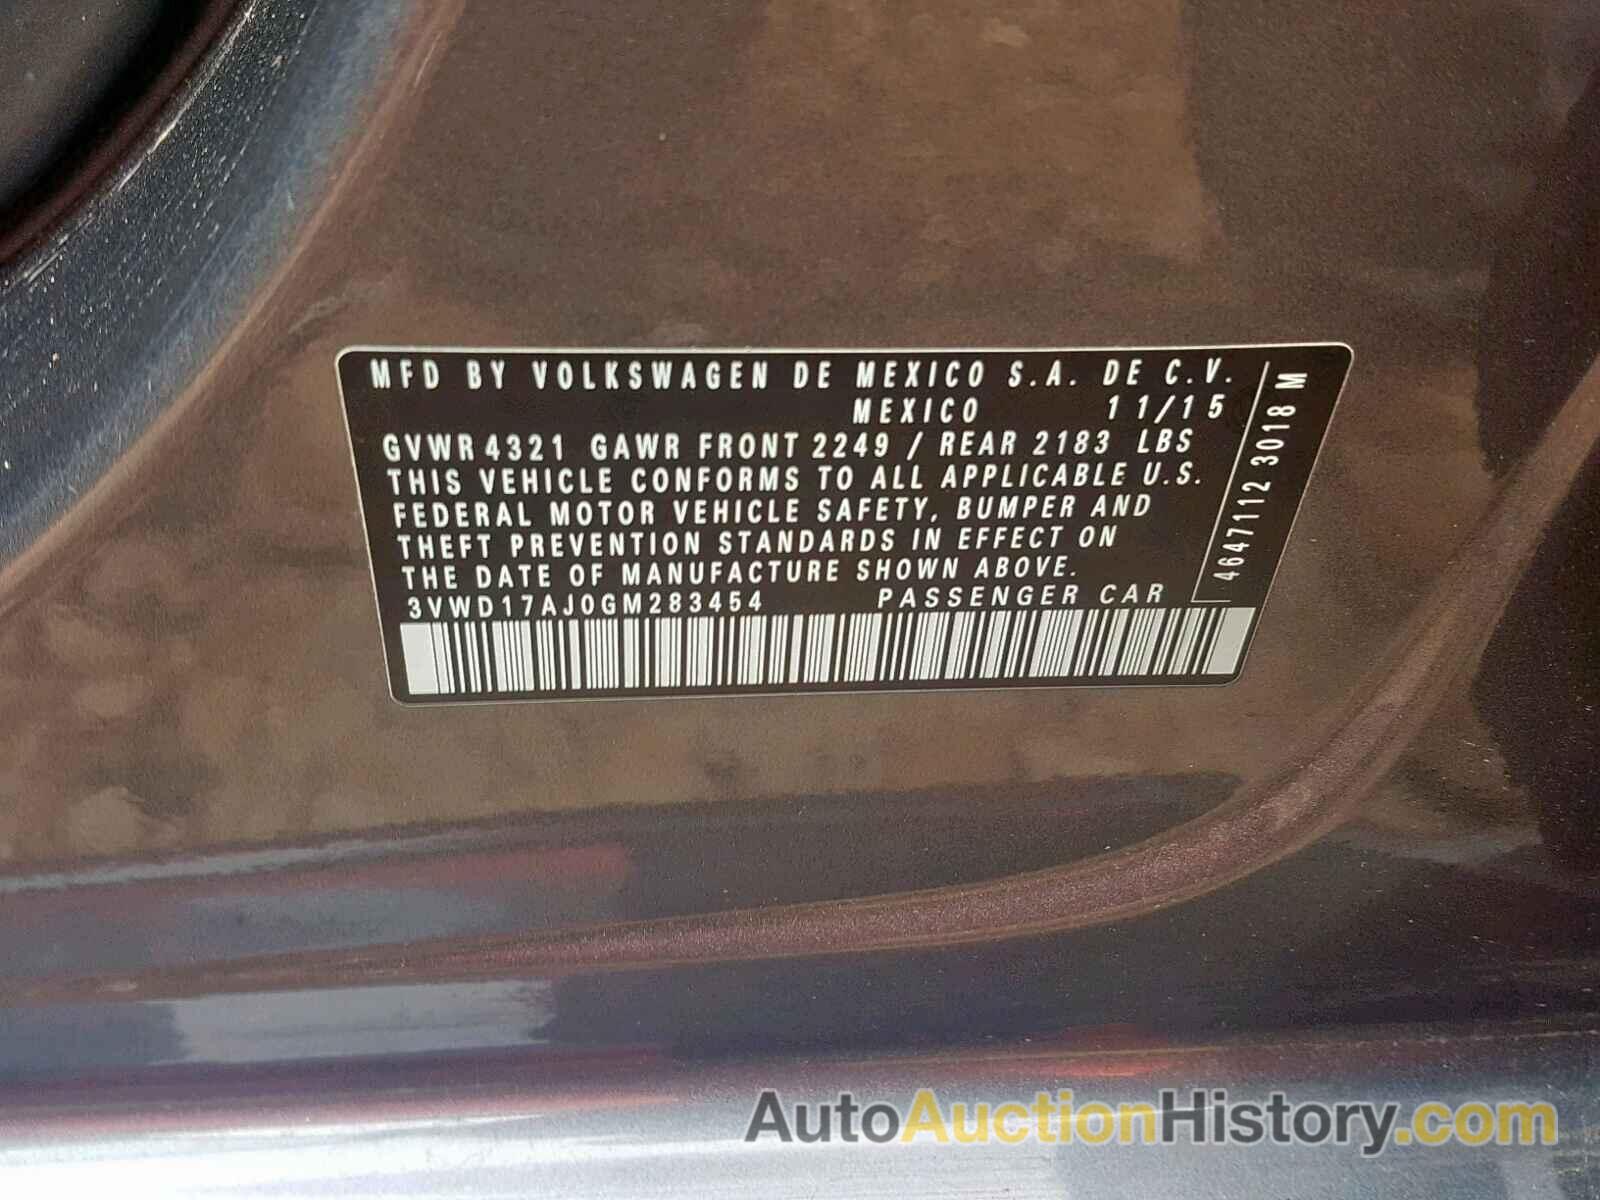 MFD BY VOLKSWAGEN DE MEXICO S.A. DE C.V.
MEXICO 11/15
GVWR 4321 GAWR FRONT 2249 / REAR 2183 LBS
THIS VEHICLE CONFORMS TO ALL APPLICABLE U.S.
FEDERAL MOTOR VEHICLE SAFETY, BUMPER AND
THEFT PREVENTION STANDARDS IN EFFECT ON
THE DATE OF MANUFACTURE SHOWN ABOVE.
3VWD17AJ0GM283454 PASSENGER CAR
4647112 3018 M
AutoAuctionHistory.com